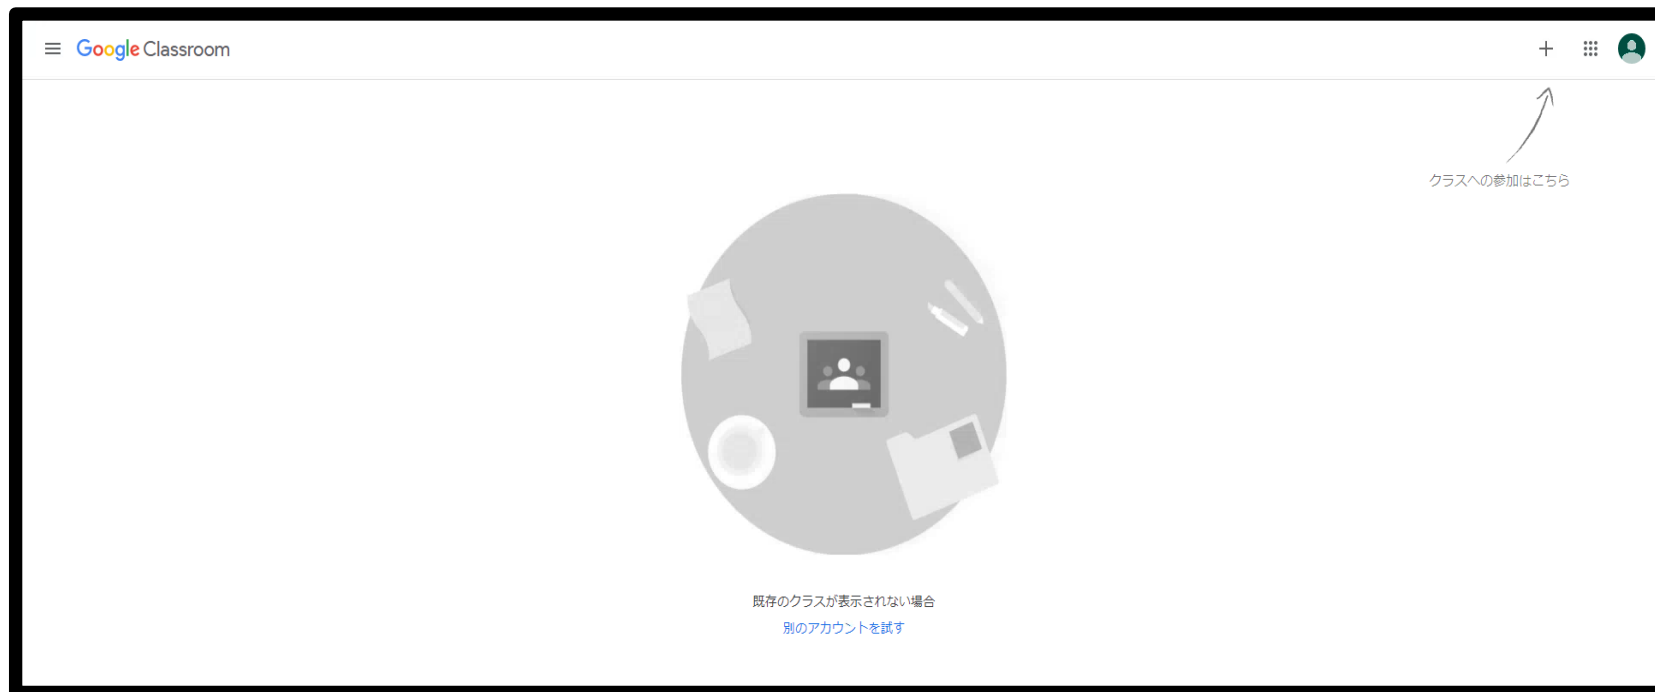 Google Classroom
クラスへの参加はこちら
既存のクラスが表示されない場合
別のアカウントを試す